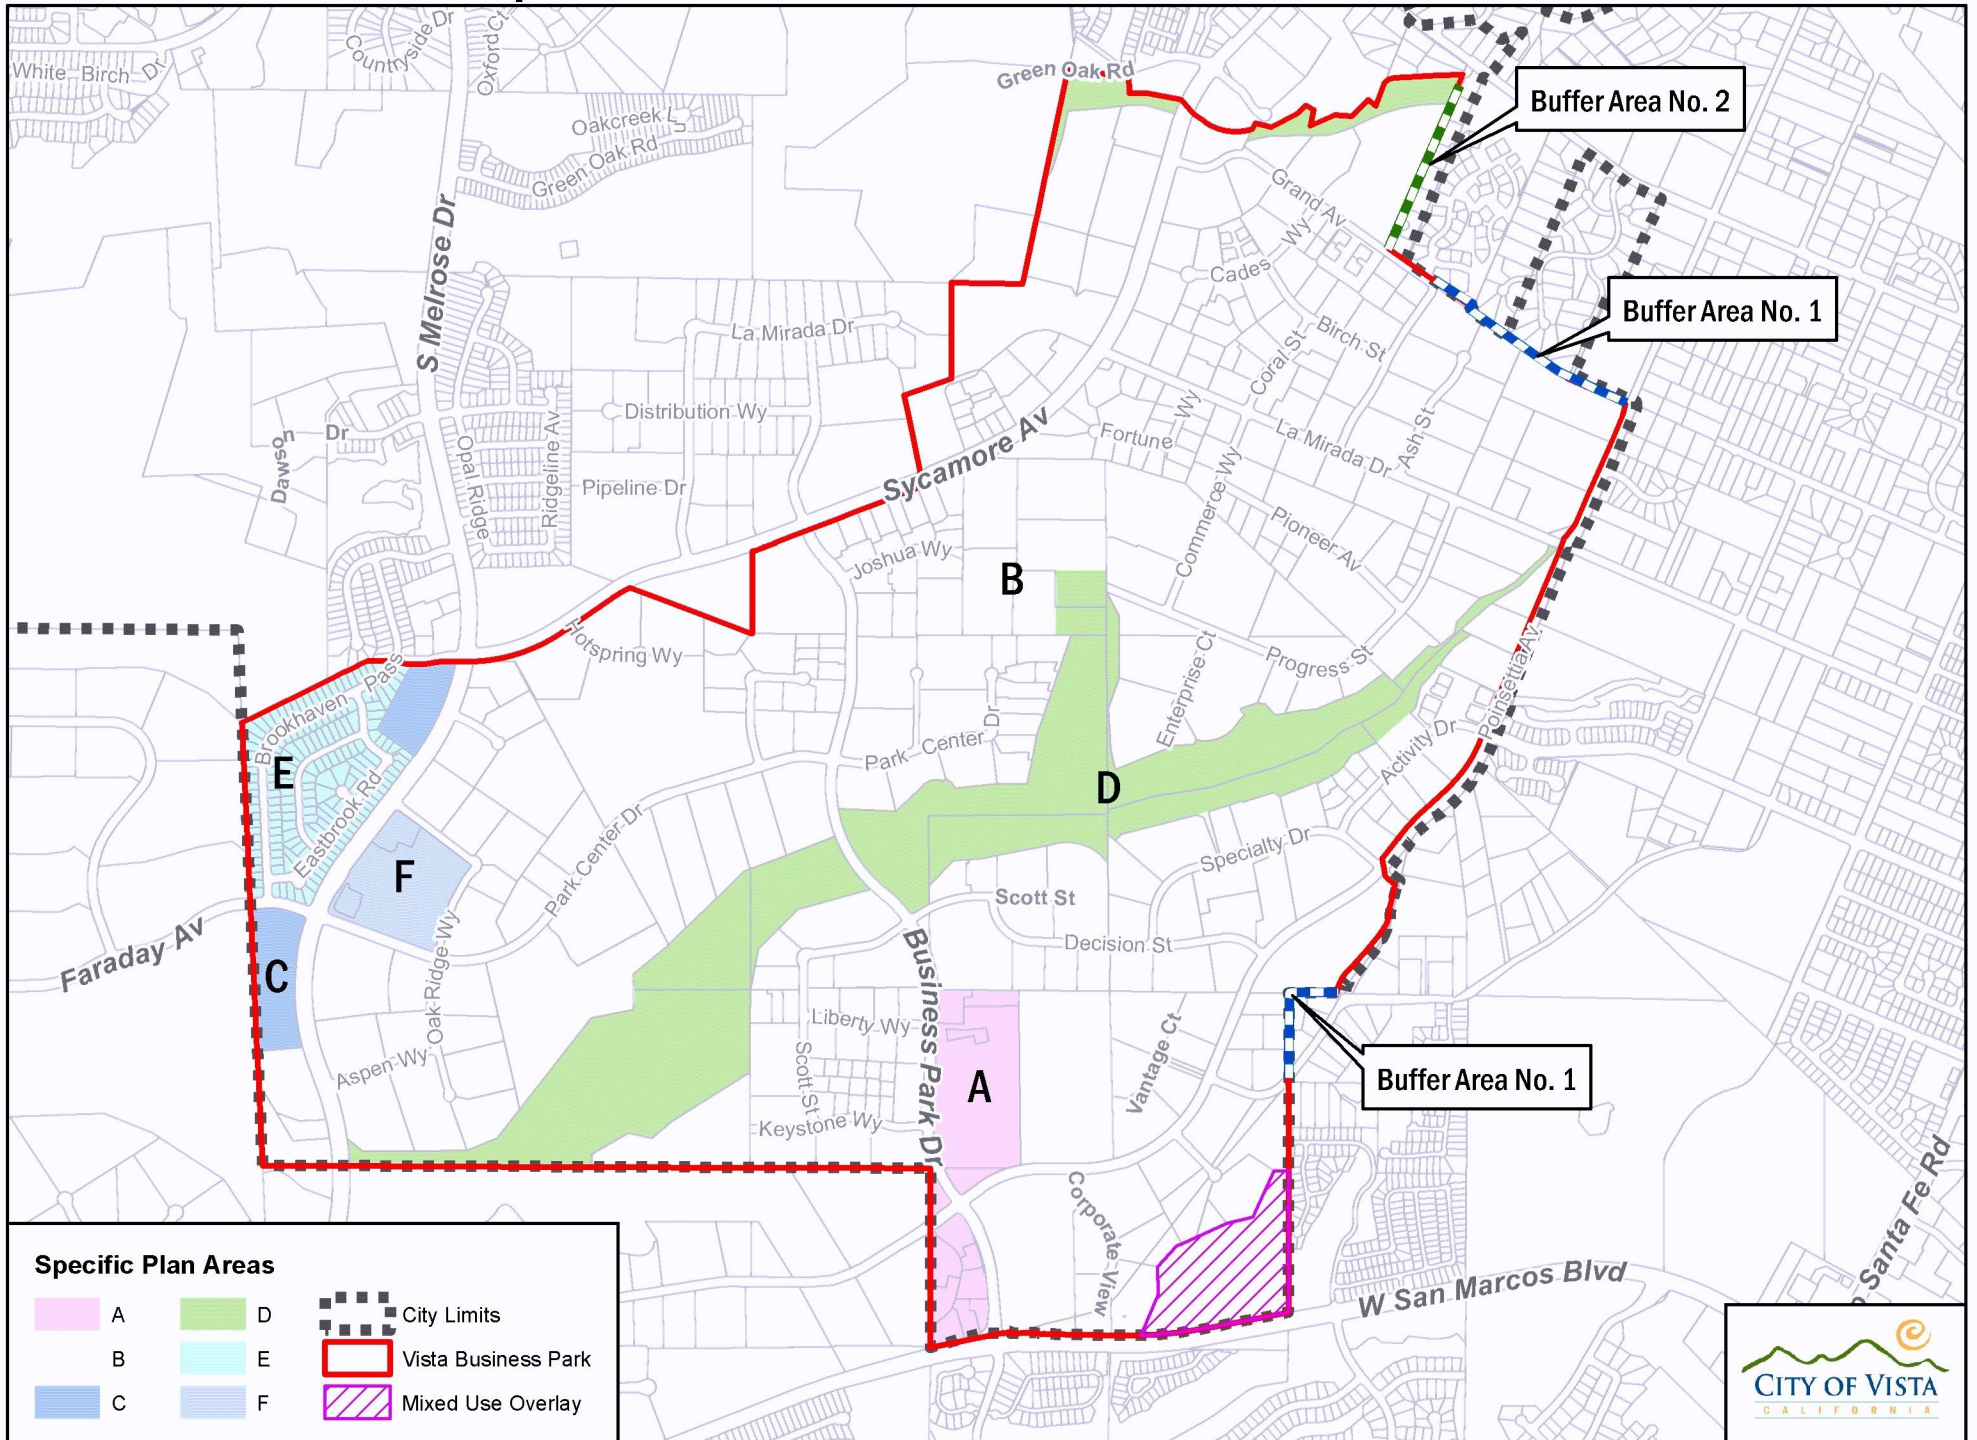 White Birch Dr
Countryside Dr
Oxford Ct
Green Oak Rd
Buffer Area No. 2
Oakcreek Ln
Green Oak Rd
S Melrose Dr
Grand Av
Cades Wy
Buffer Area No. 1
La Mirada Dr
Birch St
Coral St
Distribution Wy
Dawson Dr
Opal Ridge
Ridgeline Av
Sycamore Av
Fortune Wy
La Mirada Dr
Ash St
Pipeline Dr
Commerce Wy
Pioneer Av
Joshua Wy
B
Hotspring Wy
Enterprise Ct
Progress St
Poinsettia Av
Brookhaven Pass
Park Center Dr
Activity Dr
E
D
Eastbrook Rd
Park Center Dr
Specialty Dr
F
Scott St
Faraday Av
C
Oak Ridge Wy
Business Park Dr
Decision St
Liberty Wy
Vantage Ct
Aspen Wy
Scott St
A
Buffer Area No. 1
Keystone Wy
Corporate View
W San Marcos Blvd
Santa Fe Rd
Specific Plan Areas
A
D
City Limits
B
E
Vista Business Park
C
F
Mixed Use Overlay
CITY OF VISTA
CALIFORNIA